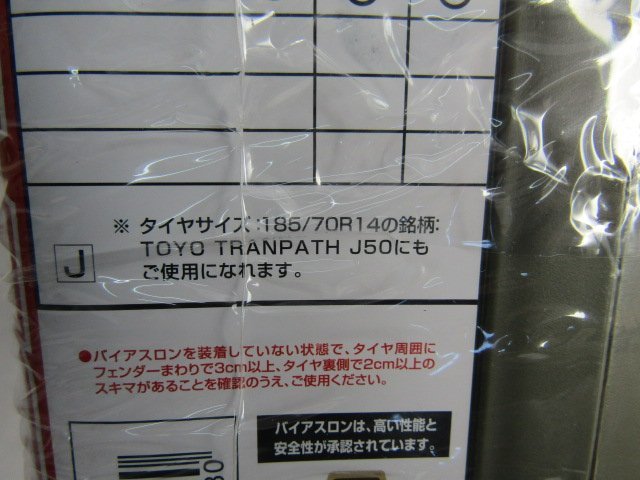 ※ タイヤサイズ:185/70R14の銘柄:
TOYO TRANPATH J50にも
ご使用になれます。
J
●バイアスロンを装着していない状態で、タイヤ周囲に
フェンダーまわりで3cm以上、タイヤ裏側で2cm以上の
スキマがあることを確認のうえ、ご使用ください。
バイアスロンは、高い性能と
安全性が承認されています。